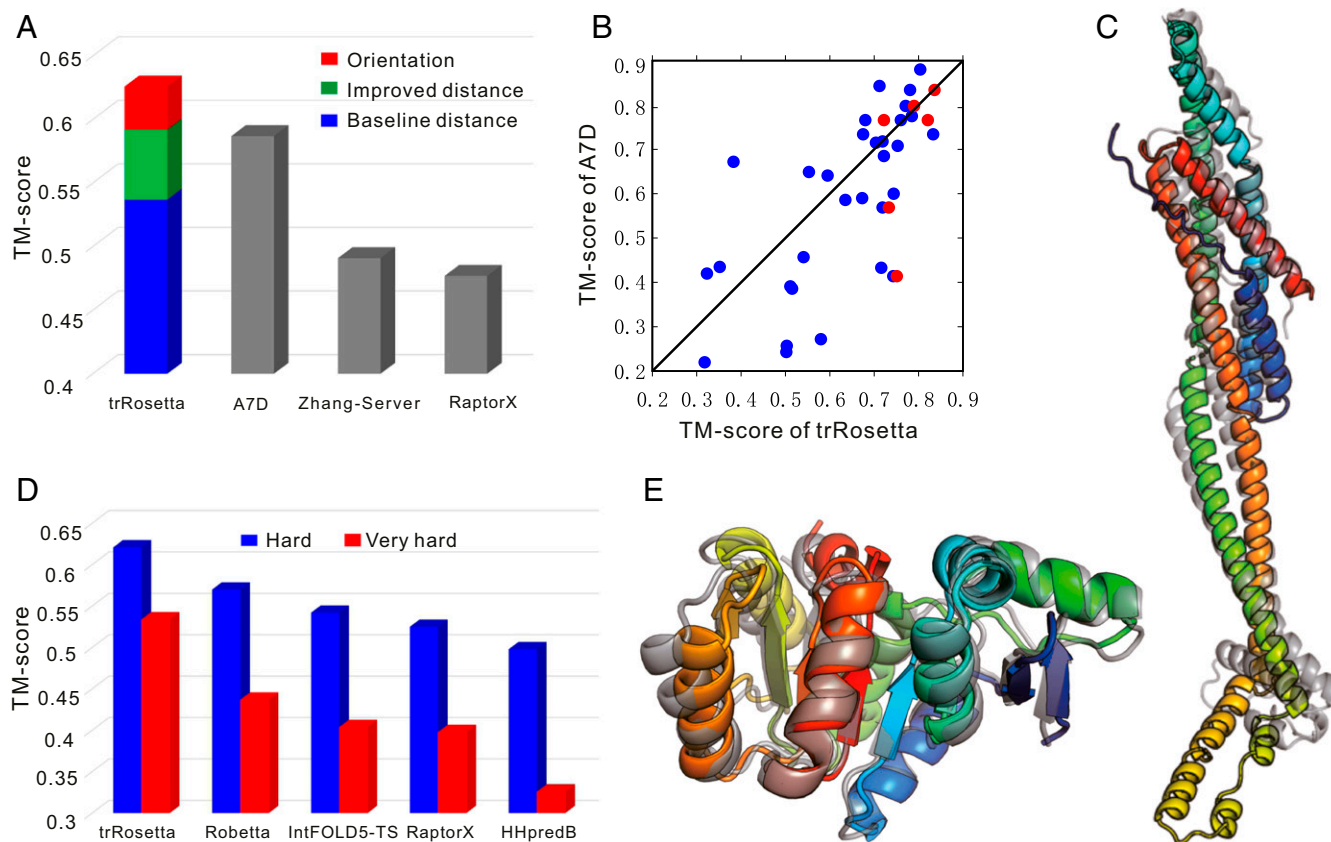 A
TM-score
0.65
0.6
0.55
0.5
0.45
0.4
Orientation
Improved distance
Baseline distance
trRosetta A7D Zhang-Server RaptorX
B
TM-score of A7D
0.9
0.8
0.7
0.6
0.5
0.4
0.3
0.2
0.2 0.3 0.4 0.5 0.6 0.7 0.8 0.9
TM-score of trRosetta
C
D
TM-score
0.65
0.6
0.55
0.5
0.45
0.4
0.35
0.3
Hard Very hard
trRosetta Robetta IntFOLD5-TS RaptorX HHpredB
E